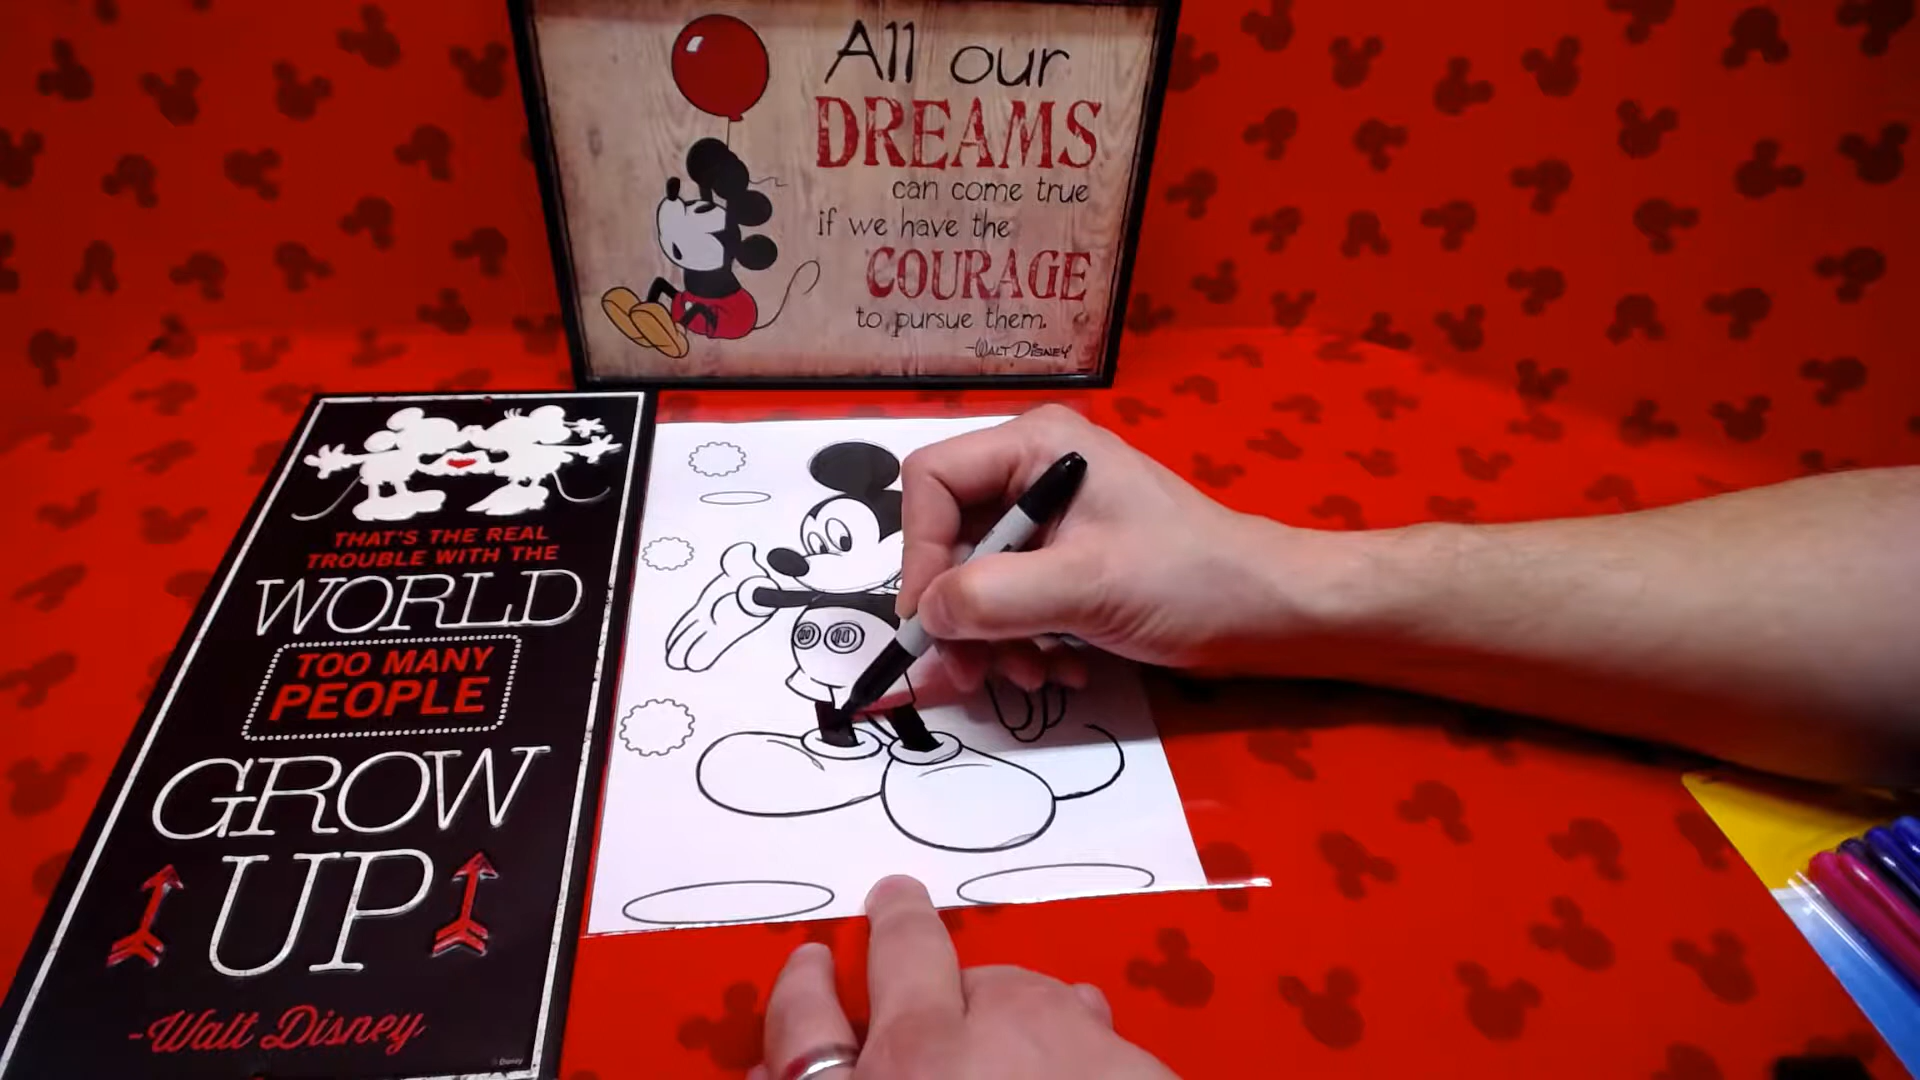 All our
DREAMS
can come true
if we have the
COURAGE
to pursue them.
-WALT DISNEY
THAT'S THE REAL
TROUBLE WITH THE
WORLD
TOO MANY
PEOPLE
GROW
UP
-Walt Disney
© Disney